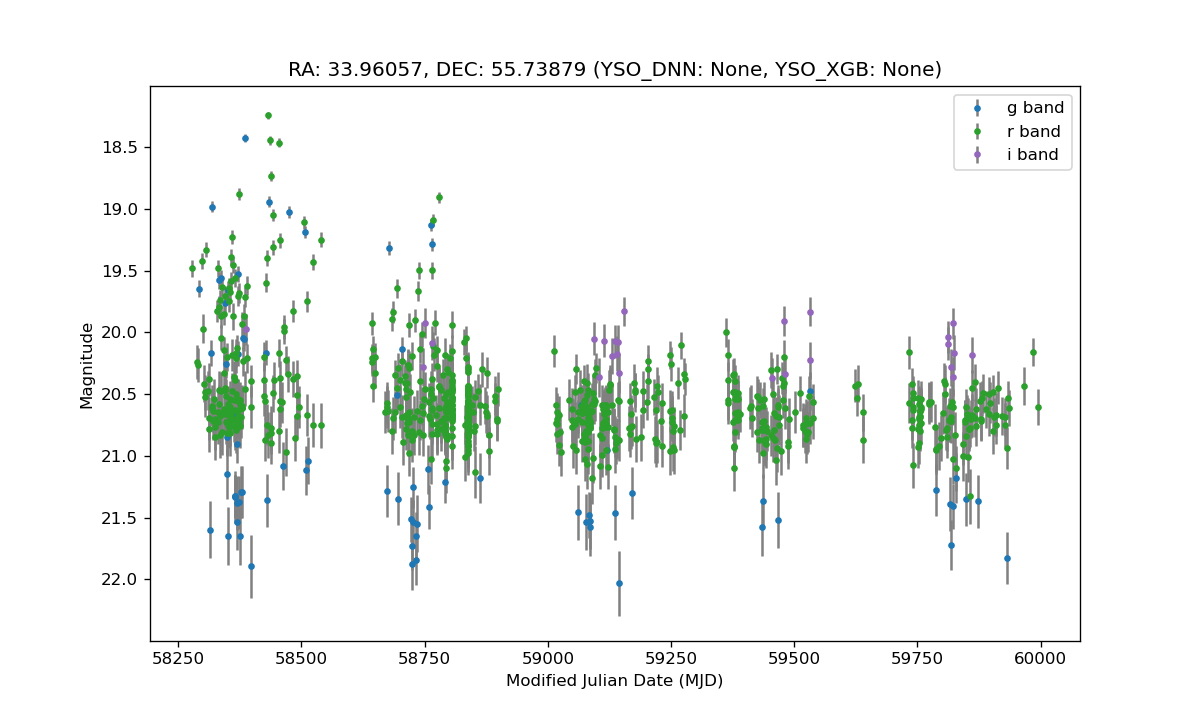 RA: 33.96057, DEC: 55.73879 (YSO_DNN: None, YSO_XGB: None)
g band
r band
i band
18.5
19.0
19.5
20.0
20.5
21.0
21.5
22.0
Magnitude
58250 58500 58750 59000 59250 59500 59750 60000
Modified Julian Date (MJD)